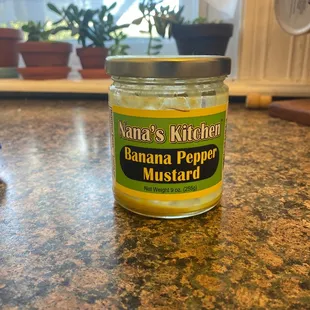 Nana's Kitchen
Banana Pepper
Mustard
Net Weight 9 oz. (255g)